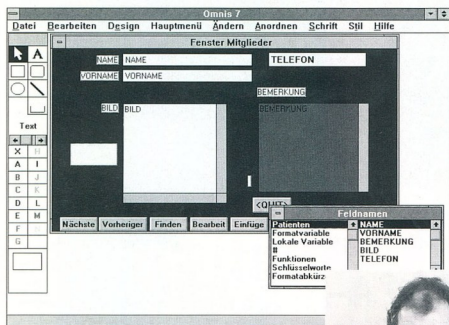 Omnis 7
Datei Bearbeiten Design Hauptmenü Ändern Anordnen Schrift Stil Hilfe
Fenster Mitglieder
A
NAME NAME TELEFON
VORNAME VORNAME
BEMERKUNG
BILD BILD BEMERKUNG
Text
X H
A I
B J
C K
D L
E M
F
G
<QUIT>
Nächste Vorheriger Finden Bearbeit Einfüge
Feldnamen
Patienten NAME
Formatvariable VORNAME
Lokale Variable BEMERKUNG
# BILD
Funktionen TELEFON
Schlüsselworte
Formatabkürz